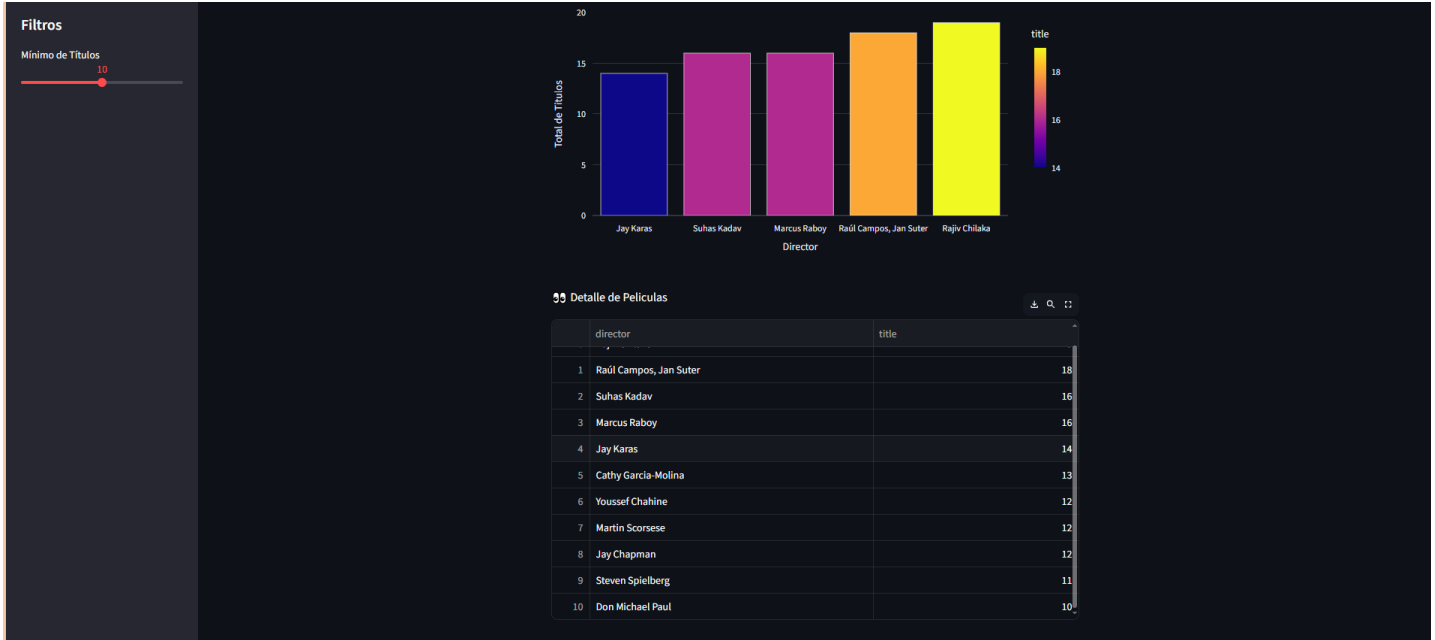 Filtros
Mínimo de Títulos
10
20
15
10
5
0
Total de Títulos
Jay Karas
Suhas Kadav
Marcus Raboy
Raúl Campos, Jan Suter
Rajiv Chilaka
Director
title
18
16
14
Detalle de Peliculas
director title
1 Raúl Campos, Jan Suter 18
2 Suhas Kadav 16
3 Marcus Raboy 16
4 Jay Karas 14
5 Cathy Garcia-Molina 13
6 Youssef Chahine 12
7 Martin Scorsese 12
8 Jay Chapman 12
9 Steven Spielberg 11
10 Don Michael Paul 10